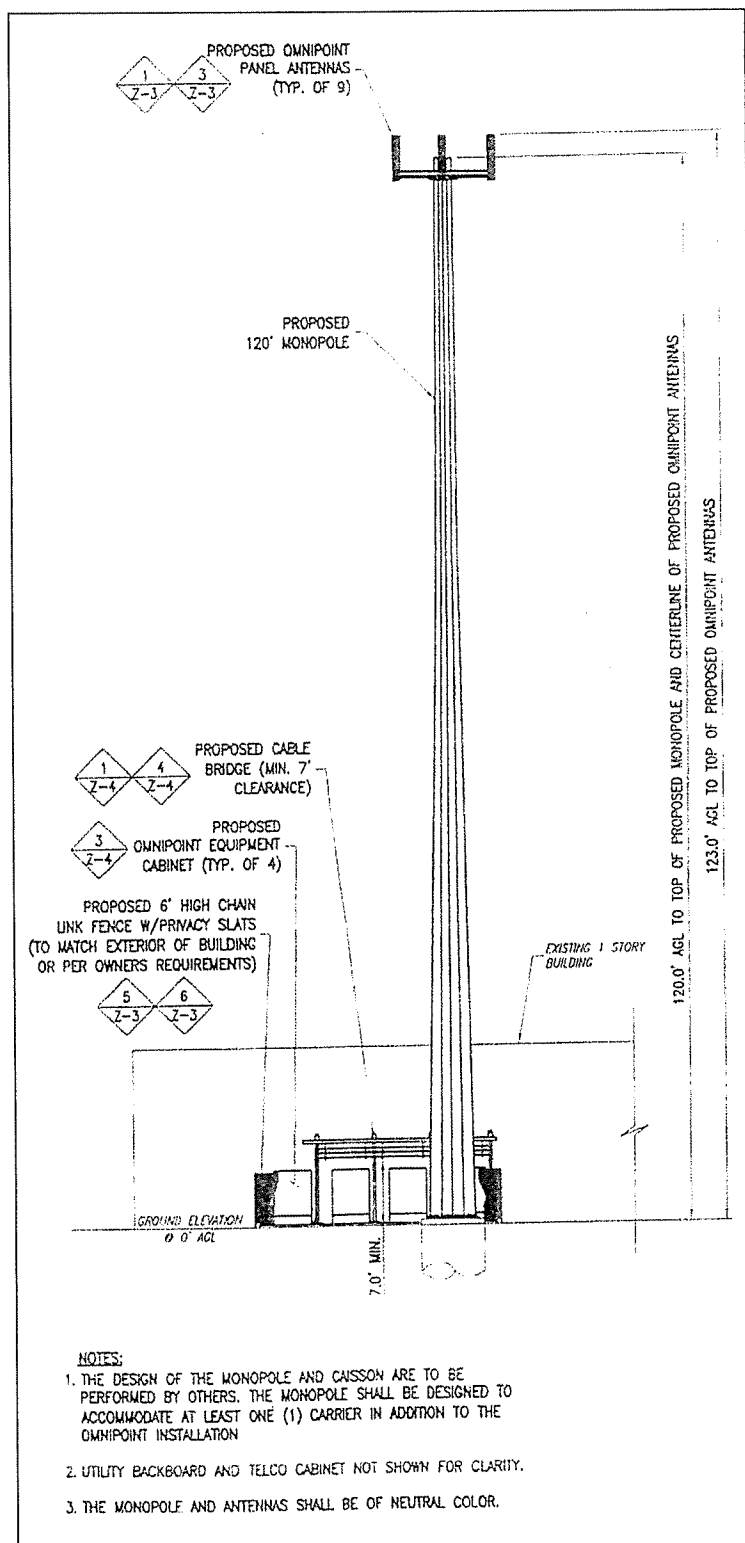 PROPOSED OMNIPOINT
PANEL ANTENNAS
(TYP. OF 9)
1
Z-3
3
Z-3
PROPOSED
120' MONOPOLE
120.0' AGL TO TOP OF PROPOSED MONOPOLE AND CENTERLINE OF PROPOSED OMNIPOINT ANTENNAS
123.0' AGL TO TOP OF PROPOSED OMNIPOINT ANTENNAS
PROPOSED CABLE
BRIDGE (MIN. 7'
CLEARANCE)
1
Z-4
4
Z-4
PROPOSED
OMNIPOINT EQUIPMENT
CABINET (TYP. OF 4)
3
Z-4
PROPOSED 6' HIGH CHAIN
LINK FENCE W/PRIVACY SLATS
(TO MATCH EXTERIOR OF BUILDING
OR PER OWNERS REQUIREMENTS)
5
Z-3
6
Z-3
EXISTING 1 STORY
BUILDING
GROUND ELEVATION
@ 0' AGL
7.0' MIN.
NOTES:
1. THE DESIGN OF THE MONOPOLE AND CAISSON ARE TO BE
PERFORMED BY OTHERS. THE MONOPOLE SHALL BE DESIGNED TO
ACCOMMODATE AT LEAST ONE (1) CARRIER IN ADDITION TO THE
OMNIPOINT INSTALLATION
2. UTILITY BACKBOARD AND TELCO CABINET NOT SHOWN FOR CLARITY.
3. THE MONOPOLE AND ANTENNAS SHALL BE OF NEUTRAL COLOR.